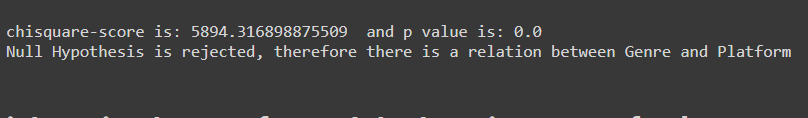 chisquare-score is: 5894.316898875509  and p value is: 0.0
Null Hypothesis is rejected, therefore there is a relation between Genre and Platform